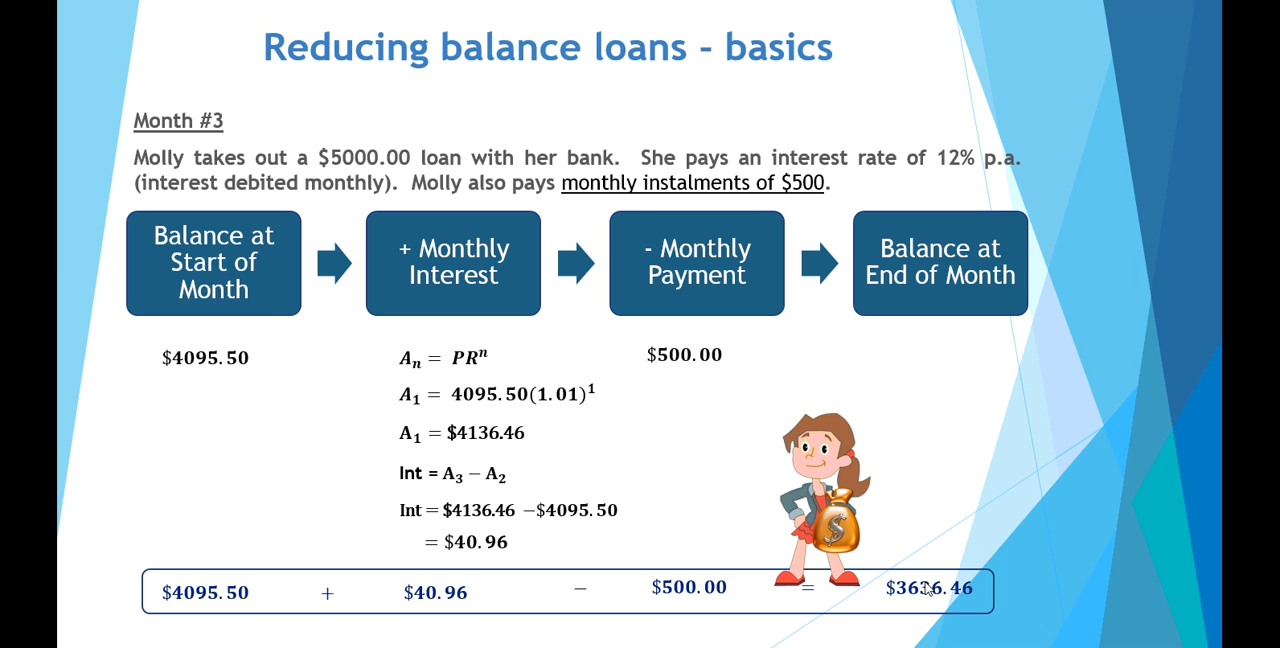 Reducing balance loans - basics
Month #3
Molly takes out a $5000.00 loan with her bank. She pays an interest rate of 12% p.a.
(interest debited monthly). Molly also pays monthly instalments of $500.
Balance at
Start of
Month
+ Monthly
Interest
- Monthly
Payment
Balance at
End of Month
$4095.50
Aₙ = PRⁿ
A₁ = 4095.50(1.01)¹
A₁ = $4136.46
Int = A₃ − A₂
Int = $4136.46 −$4095.50
= $40.96
$500.00
$
$4095.50 + $40.96 − $500.00 = $3636.46